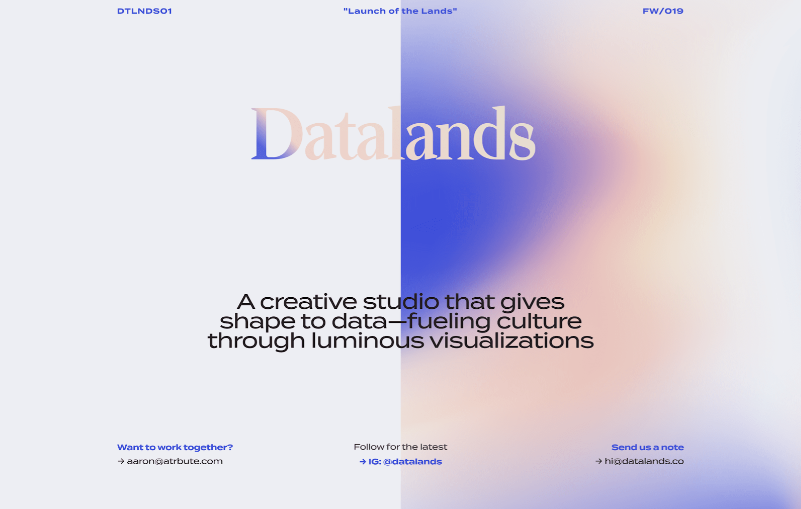 DTLNDS01
"Launch of the Lands"
FW/019
Datalands
A creative studio that gives
shape to data—fueling culture
through luminous visualizations
Want to work together?
→ aaron@atrbute.com
Follow for the latest
→ IG: @datalands
Send us a note
→ hi@datalands.co